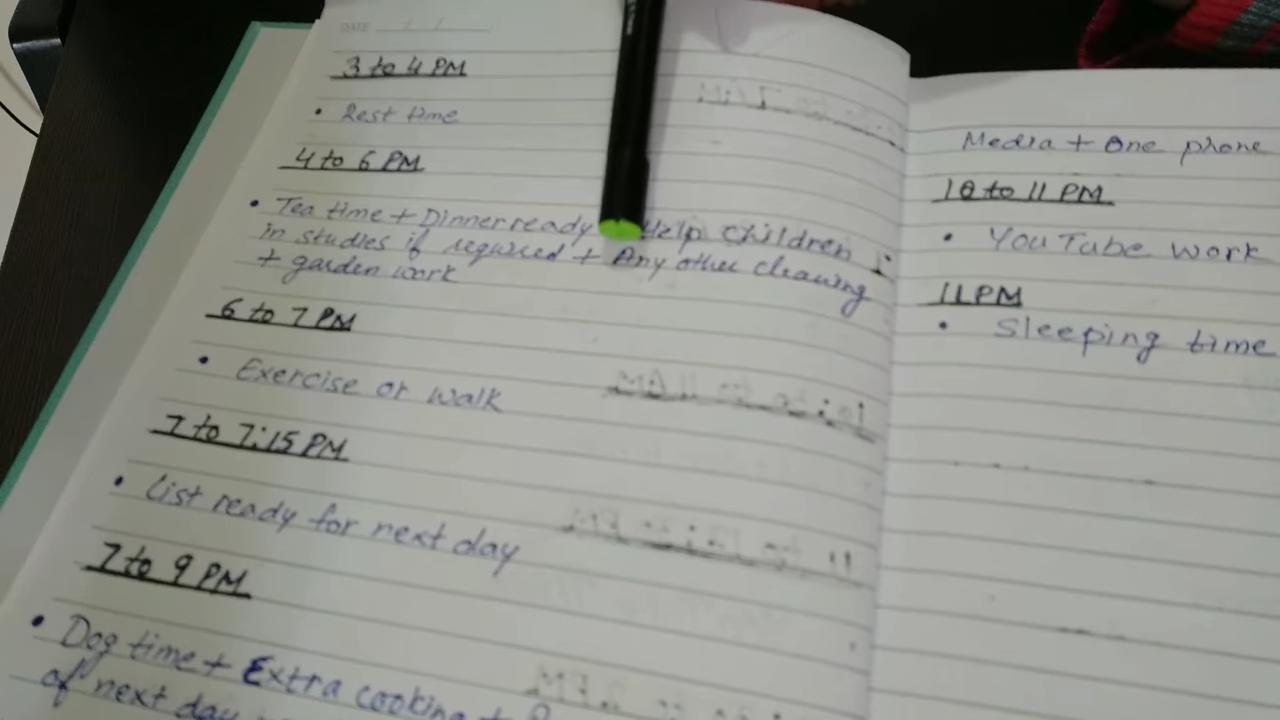 DATE
3 to 4 PM
• Rest time
4 to 6 PM
• Tea time + Dinner ready Help children
in studies if required + Any other cleaning
+ garden work
6 to 7 PM
• Exercise or walk
7 to 7:15 PM
• List ready for next day
7 to 9 PM
• Dog time + Extra cooking +
of next day
Media + One phone
10 to 11 PM
• YouTube work
11 PM
• Sleeping time